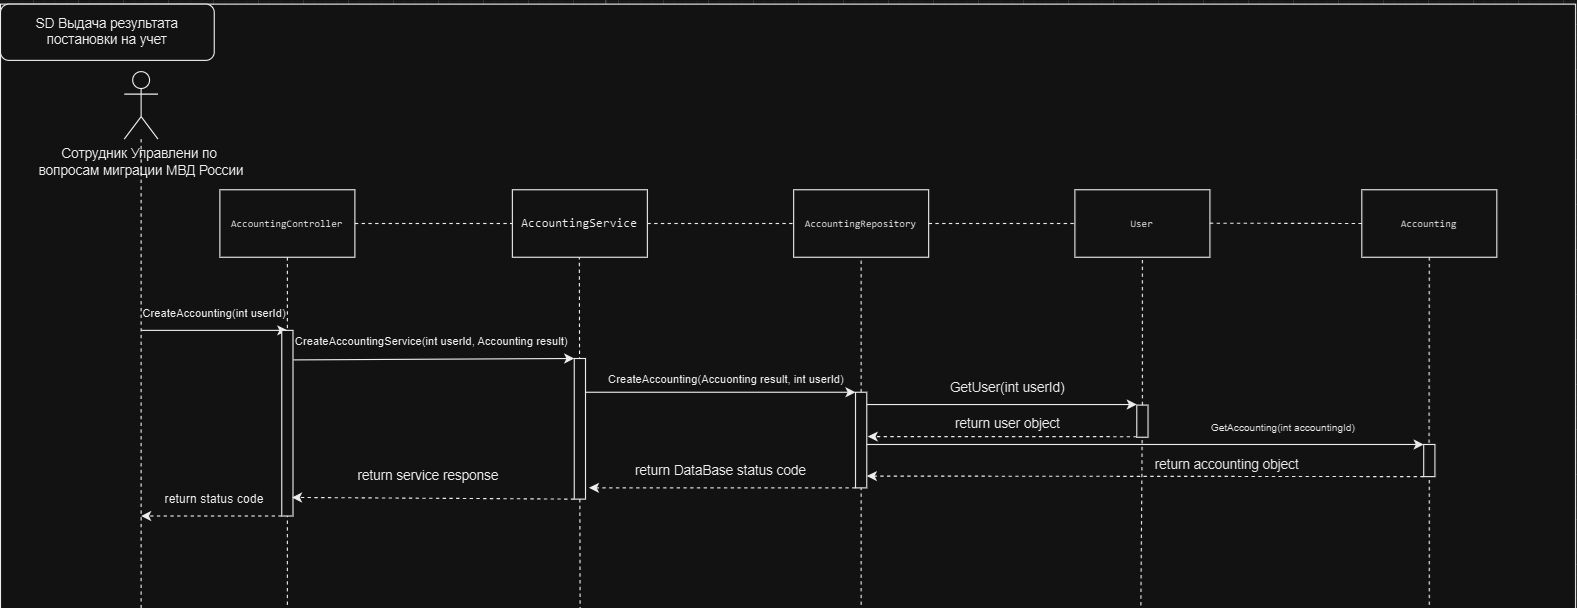 SD Выдача результата
постановки на учет
Сотрудник Управлени по
вопросам миграции МВД России
AccountingController
AccountingService
AccountingRepository
User
Accounting
CreateAccounting(int userId)
CreateAccountingService(int userId, Accounting result)
CreateAccounting(Accuonting result, int userId)
GetUser(int userId)
return user object
GetAccounting(int accountingId)
return accounting object
return DataBase status code
return service response
return status code